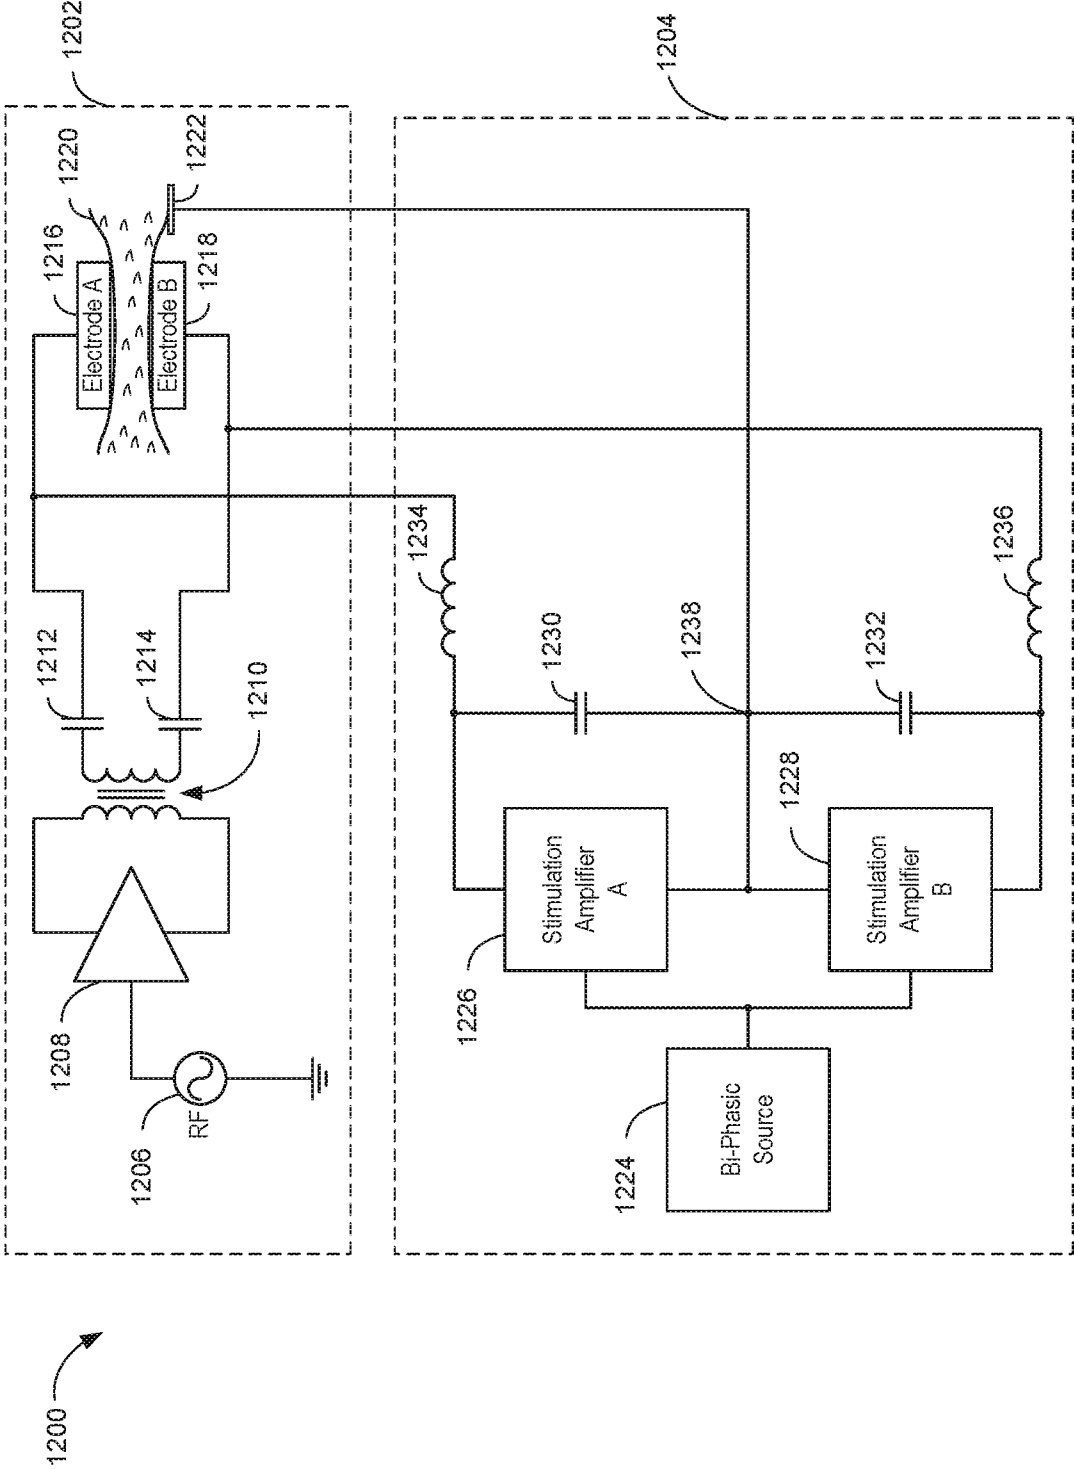 1200
1202
1220
1216
Electrode A
Electrode B
1222
1218
1212
1214
1210
1208
1206
RF
1204
1234
1236
1230
1238
1232
1228
Stimulation
Amplifier
A
Stimulation
Amplifier
B
1226
1224
Bi-Phasic
Source